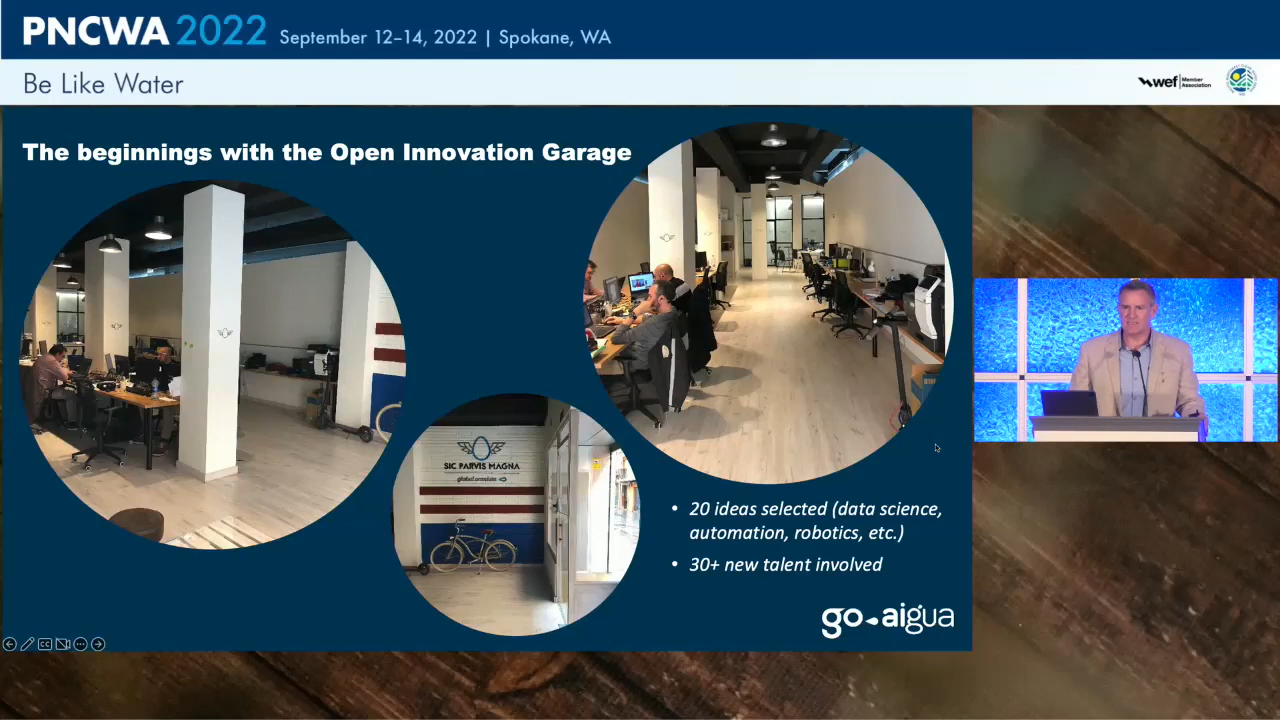 PNCWA 2022 September 12–14, 2022 | Spokane, WA
Be Like Water
wef Member Association
The beginnings with the Open Innovation Garage
SIC PARVIS MAGNA
• 20 ideas selected (data science,
automation, robotics, etc.)
• 30+ new talent involved
go·aigua
CC